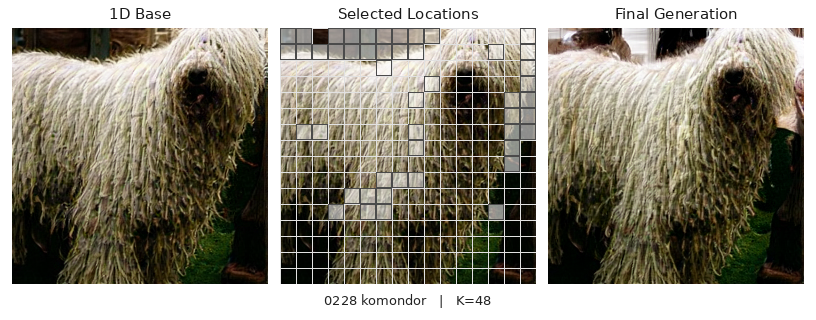 1D Base
Selected Locations
Final Generation
0228 komondor | K=48